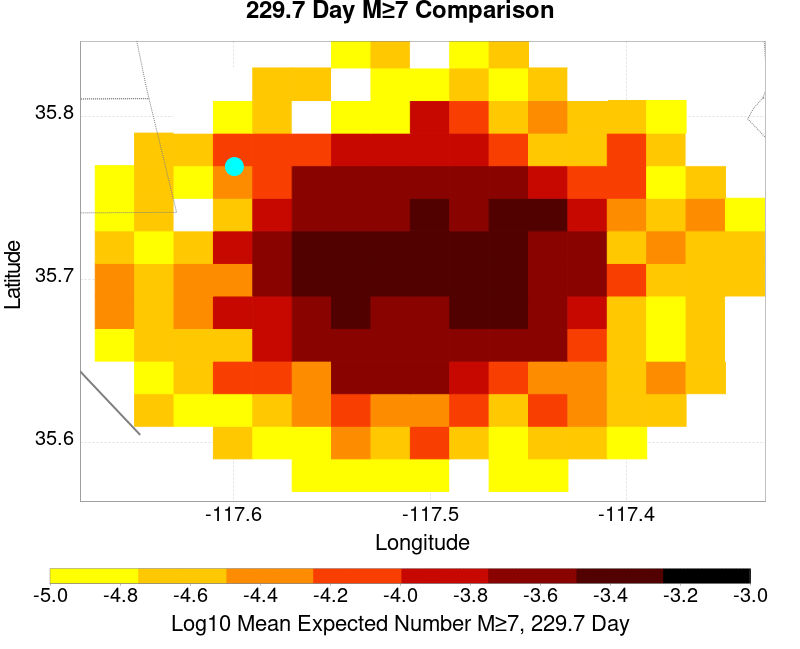 229.7 Day M≥7 Comparison
35.8
35.7
35.6
Latitude
-117.6 -117.5 -117.4
Longitude
-5.0 -4.8 -4.6 -4.4 -4.2 -4.0 -3.8 -3.6 -3.4 -3.2 -3.0
Log10 Mean Expected Number M≥7, 229.7 Day